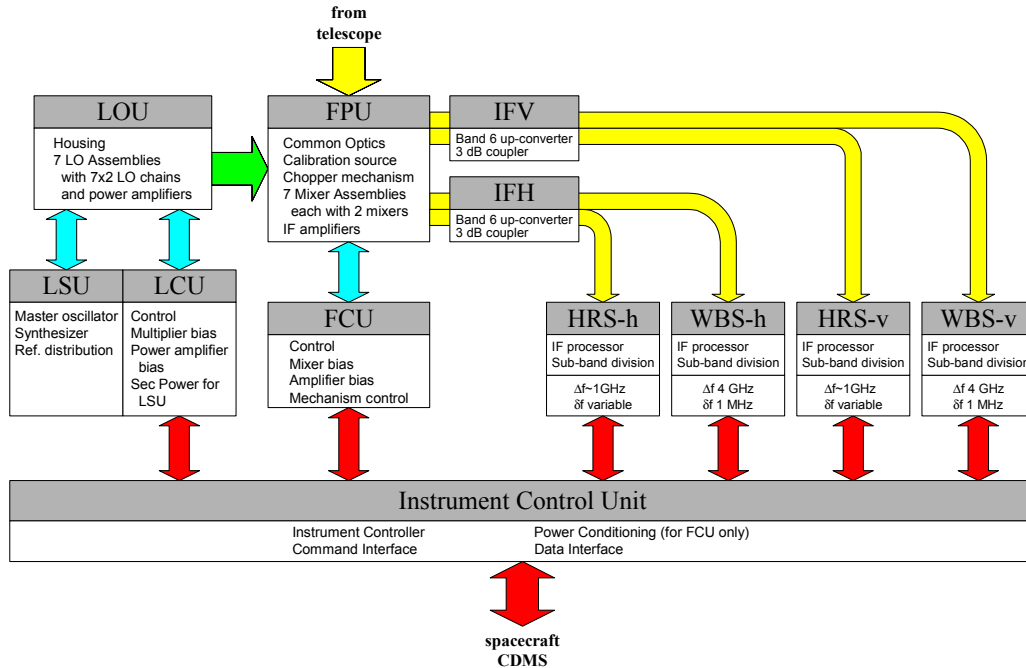 from
telescope
LOU
Housing
7 LO Assemblies
with 7x2 LO chains
and power amplifiers
FPU
Common Optics
Calibration source
Chopper mechanism
7 Mixer Assemblies
each with 2 mixers
IF amplifiers
IFV
Band 6 up-converter
3 dB coupler
IFH
Band 6 up-converter
3 dB coupler
LSU
Master oscillator
Synthesizer
Ref. distribution
LCU
Control
Multiplier bias
Power amplifier
bias
Sec Power for
LSU
FCU
Control
Mixer bias
Amplifier bias
Mechanism control
HRS-h
IF processor
Sub-band division
Δf~1GHz
δf variable
WBS-h
IF processor
Sub-band division
Δf 4 GHz
δf 1 MHz
HRS-v
IF processor
Sub-band division
Δf~1GHz
δf variable
WBS-v
IF processor
Sub-band division
Δf 4 GHz
δf 1 MHz
Instrument Control Unit
Instrument Controller
Command Interface
Power Conditioning (for FCU only)
Data Interface
spacecraft
CDMS